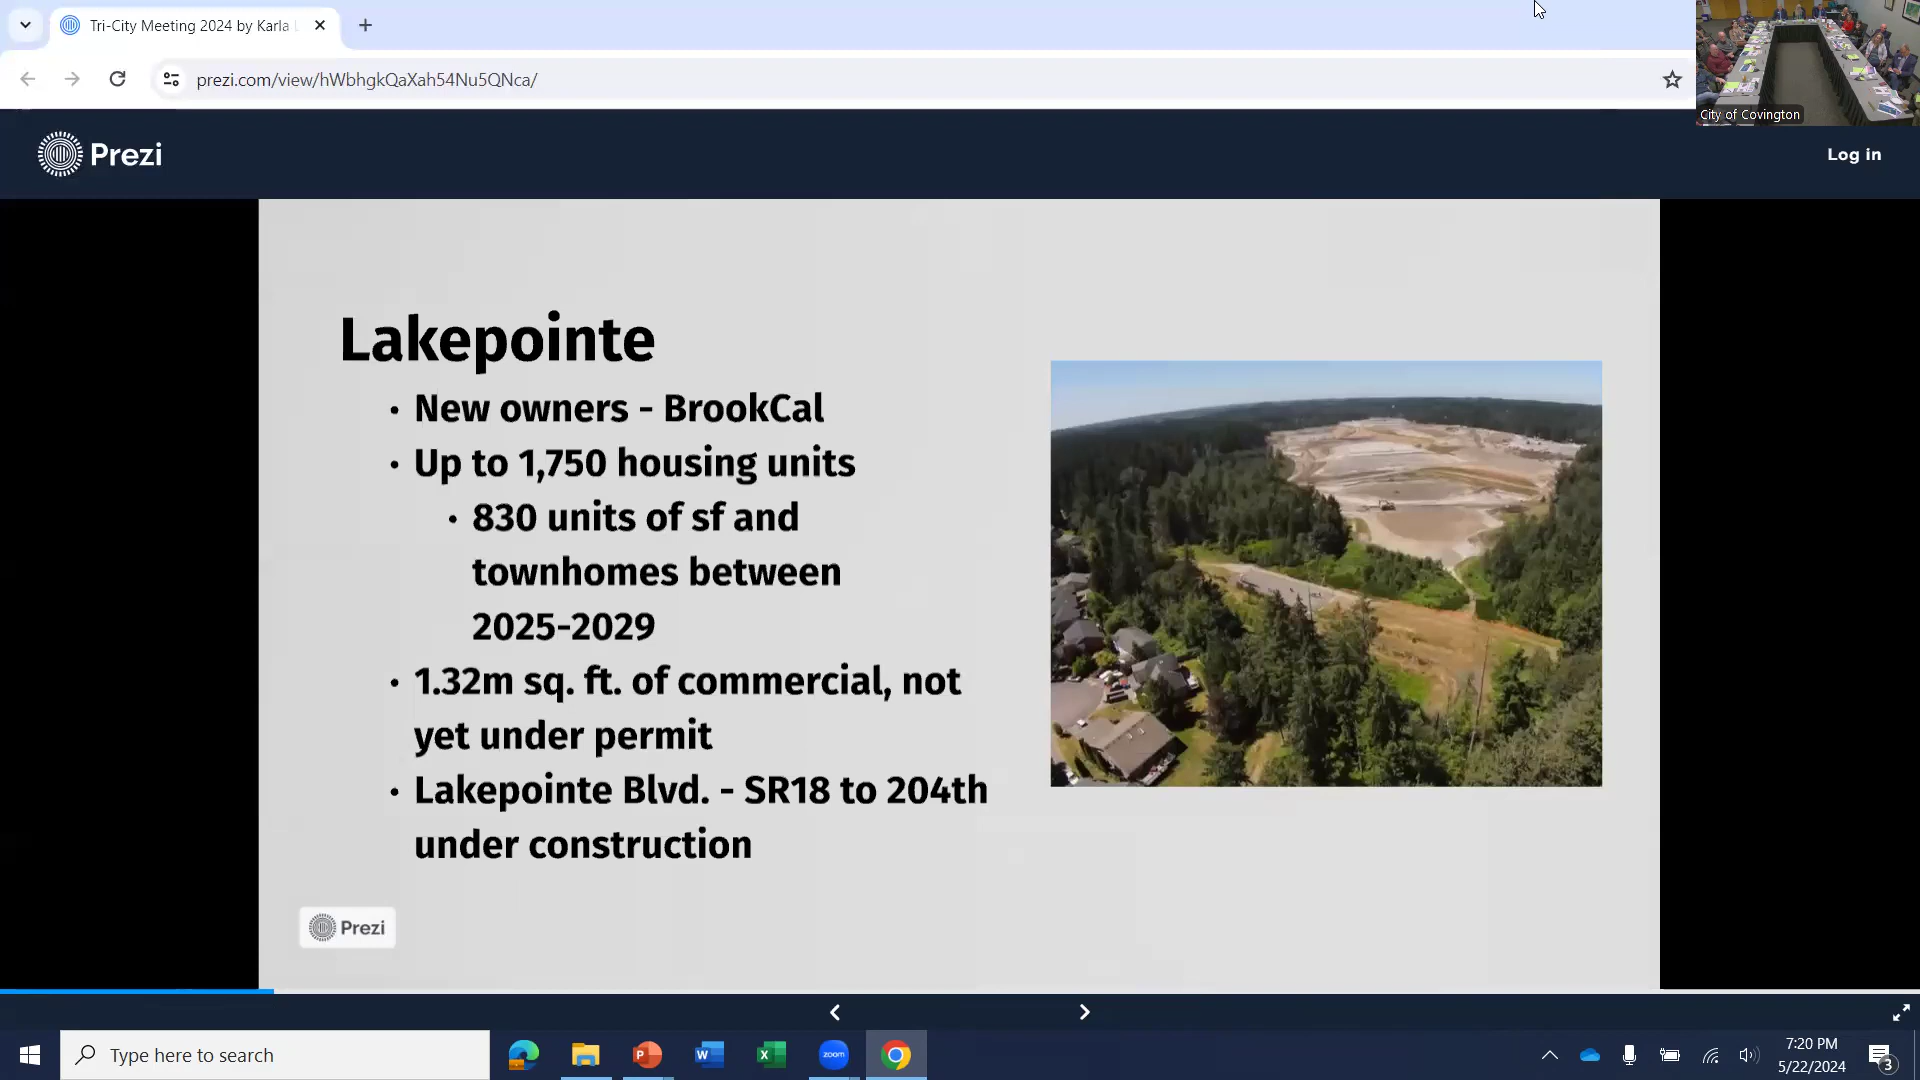 Tri-City Meeting 2024 by Karla
prezi.com/view/hWbhgkQaXah54Nu5QNca/
City of Covington
Prezi
Log in
Lakepointe
• New owners - BrookCal
• Up to 1,750 housing units
• 830 units of sf and
townhomes between
2025-2029
• 1.32m sq. ft. of commercial, not
yet under permit
• Lakepointe Blvd. - SR18 to 204th
under construction
Prezi
Type here to search
zoom
7:20 PM
5/22/2024
3